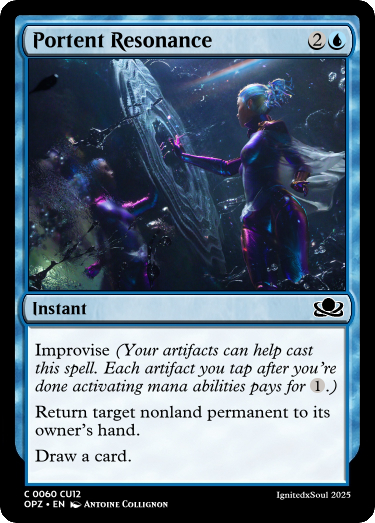 Portent Resonance 2
Instant
Improvise (Your artifacts can help cast
this spell. Each artifact you tap after you're
done activating mana abilities pays for 1.)
Return target nonland permanent to its
owner's hand.
Draw a card.
C 0060 CU12
OPZ • EN Antoine Collignon
IgnitedxSoul 2025